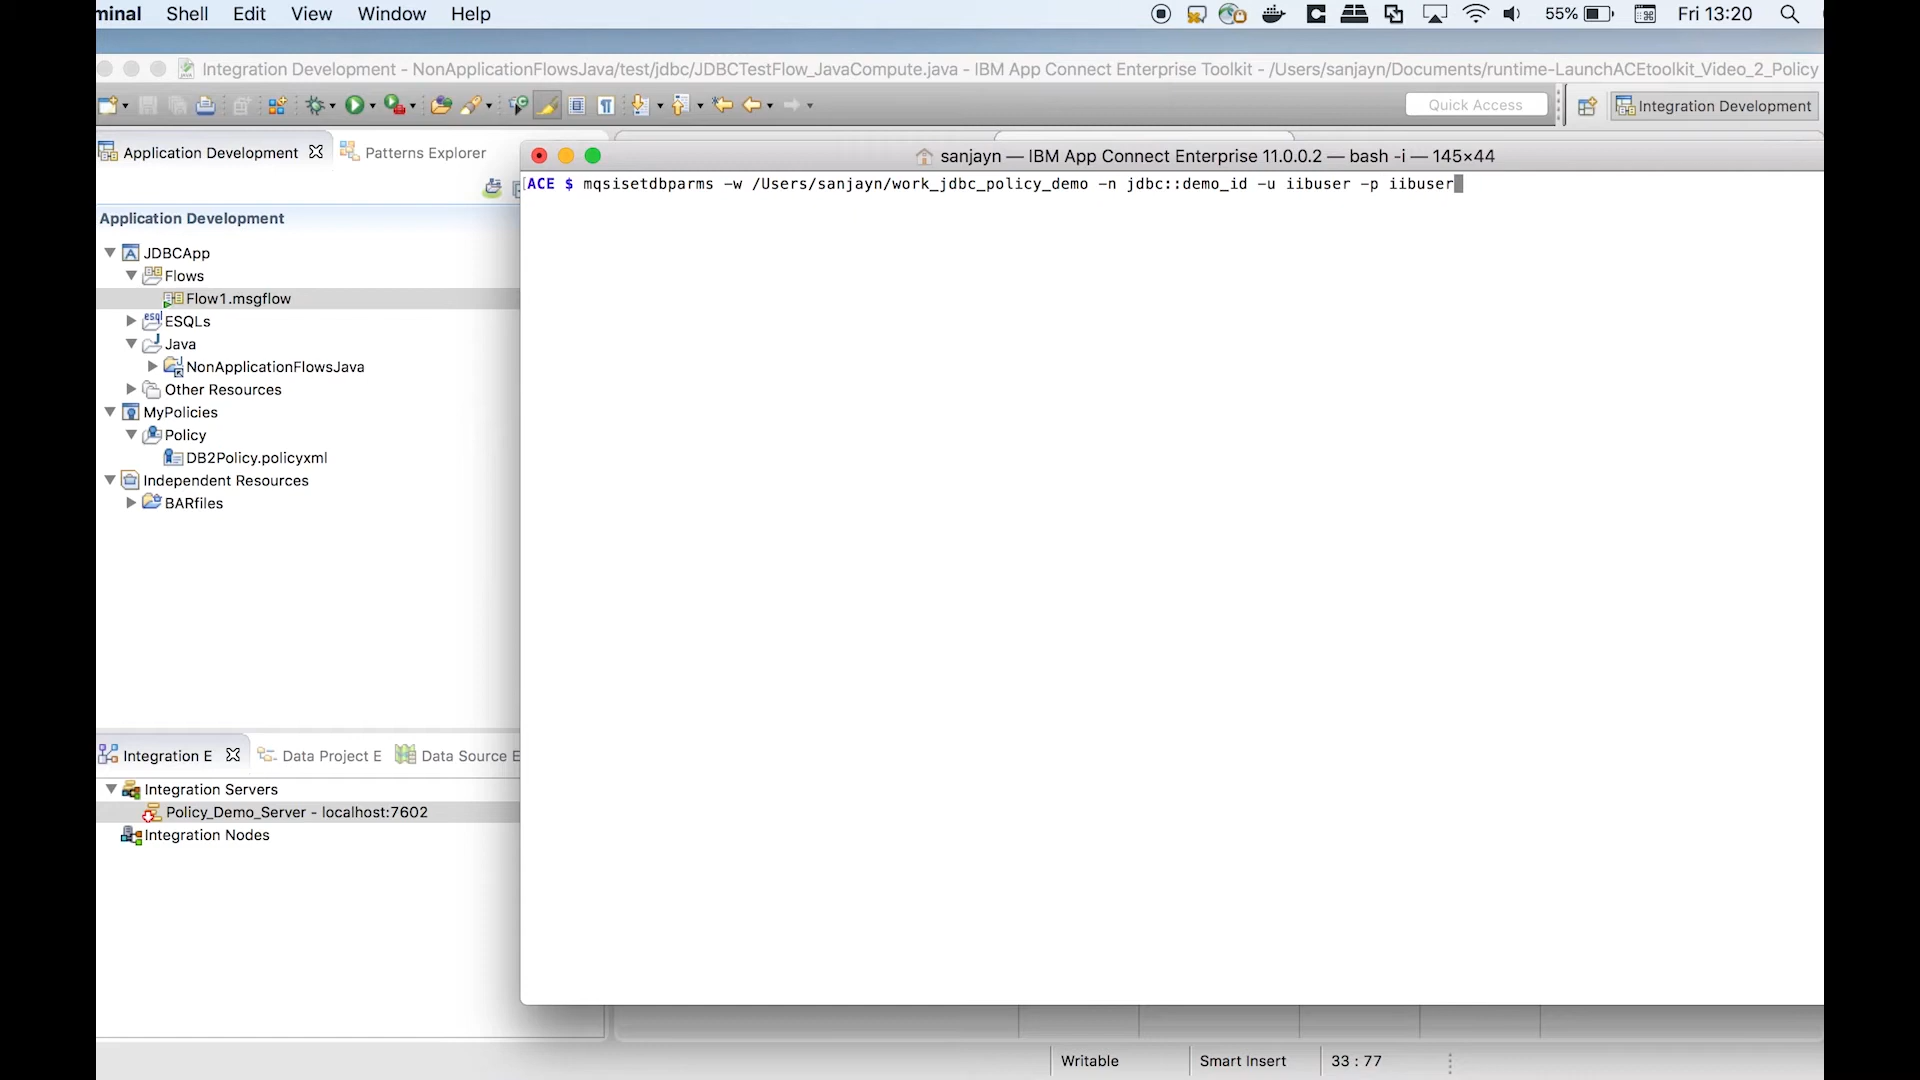 minal Shell Edit View Window Help 55% Fri 13:20
Integration Development - NonApplicationFlowsJava/test/jdbc/JDBCTestFlow_JavaCompute.java - IBM App Connect Enterprise Toolkit - /Users/sanjayn/Documents/runtime-LaunchACEtoolkit_Video_2_Policy
Quick Access Integration Development
Application Development Patterns Explorer
sanjayn — IBM App Connect Enterprise 11.0.0.2 — bash -i — 145×44
ACE $ mqsisetdbparms -w /Users/sanjayn/work_jdbc_policy_demo -n jdbc::demo_id -u iibuser -p iibuser
Application Development
JDBCApp
Flows
Flow1.msgflow
ESQLs
Java
NonApplicationFlowsJava
Other Resources
MyPolicies
Policy
DB2Policy.policyxml
Independent Resources
BARfiles
Integration E Data Project E Data Source E
Integration Servers
Policy_Demo_Server - localhost:7602
Integration Nodes
Writable Smart Insert 33 : 77